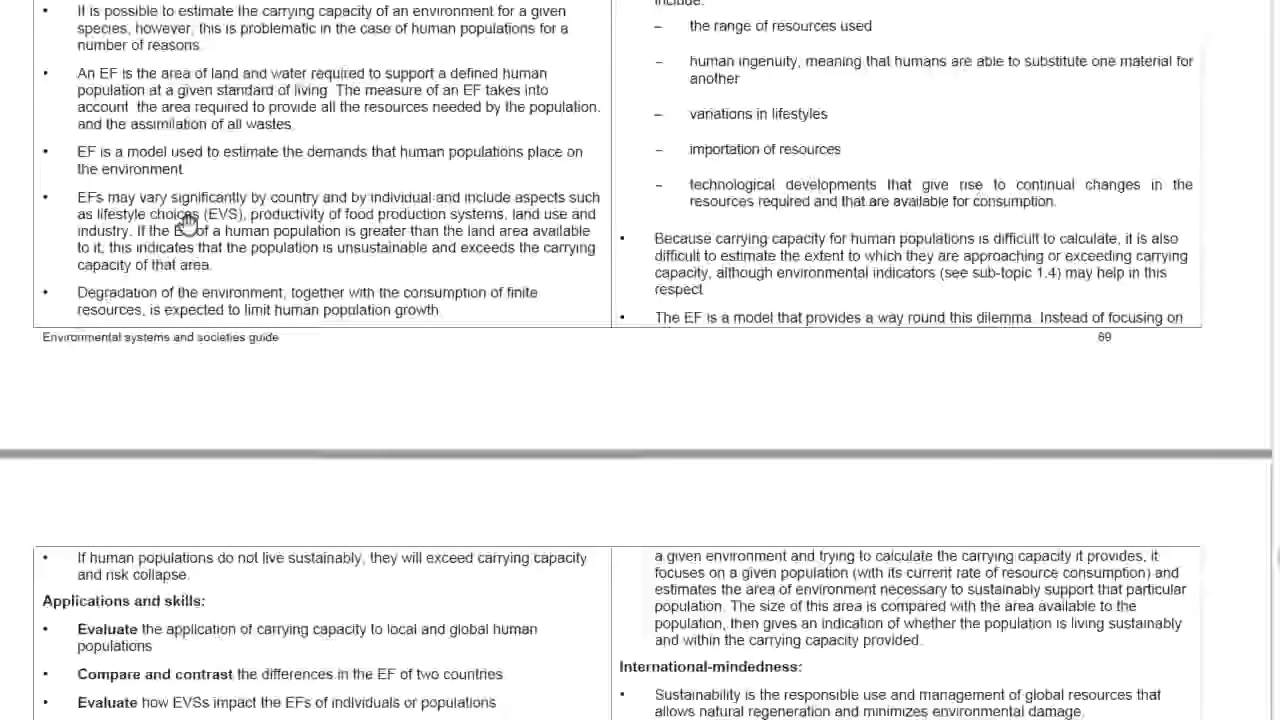 It is possible to estimate the carrying capacity of an environment for a given
species, however, this is problematic in the case of human populations for a
number of reasons.
• An EF is the area of land and water required to support a defined human
population at a given standard of living. The measure of an EF takes into
account the area required to provide all the resources needed by the population,
and the assimilation of all wastes.
• EF is a model used to estimate the demands that human populations place on
the environment
• EFs may vary significantly by country and by individual and include aspects such
as lifestyle choices (EVS), productivity of food production systems, land use and
industry. If the EF of a human population is greater than the land area available
to it, this indicates that the population is unsustainable and exceeds the carrying
capacity of that area.
• Degradation of the environment, together with the consumption of finite
resources, is expected to limit human population growth
include:
– the range of resources used
– human ingenuity, meaning that humans are able to substitute one material for
another
– variations in lifestyles
– importation of resources
– technological developments that give rise to continual changes in the
resources required and that are available for consumption.
• Because carrying capacity for human populations is difficult to calculate, it is also
difficult to estimate the extent to which they are approaching or exceeding carrying
capacity, although environmental indicators (see sub-topic 1.4) may help in this
respect
• The EF is a model that provides a way round this dilemma. Instead of focusing on
Environmental systems and societies guide
69
• If human populations do not live sustainably, they will exceed carrying capacity
and risk collapse.
Applications and skills:
• Evaluate the application of carrying capacity to local and global human
populations
• Compare and contrast the differences in the EF of two countries
• Evaluate how EVSs impact the EFs of individuals or populations
a given environment and trying to calculate the carrying capacity it provides, it
focuses on a given population (with its current rate of resource consumption) and
estimates the area of environment necessary to sustainably support that particular
population. The size of this area is compared with the area available to the
population, then gives an indication of whether the population is living sustainably
and within the carrying capacity provided.
International-mindedness:
• Sustainability is the responsible use and management of global resources that
allows natural regeneration and minimizes environmental damage.